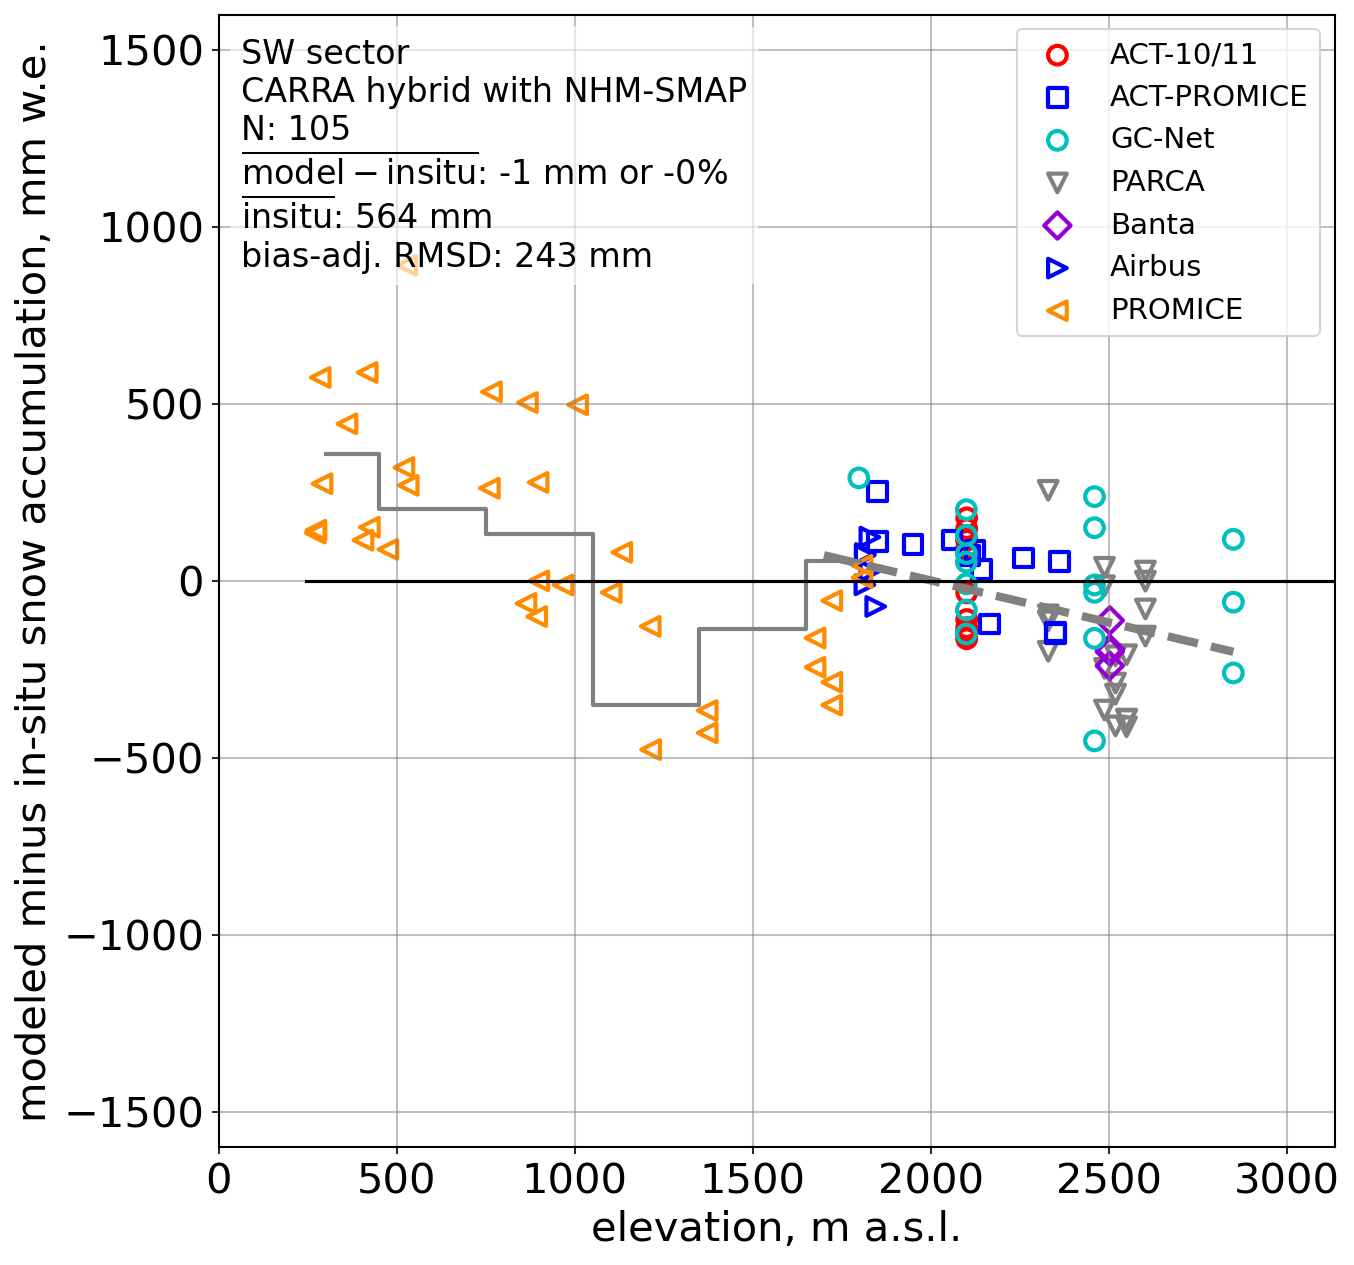 modeled minus in-situ snow accumulation, mm w.e.
1500
1000
500
0
−500
−1000
−1500
SW sector
CARRA hybrid with NHM-SMAP
N: 105
model − insitu: -1 mm or -0%
insitu: 564 mm
bias-adj. RMSD: 243 mm
ACT-10/11
ACT-PROMICE
GC-Net
PARCA
Banta
Airbus
PROMICE
0 500 1000 1500 2000 2500 3000
elevation, m a.s.l.